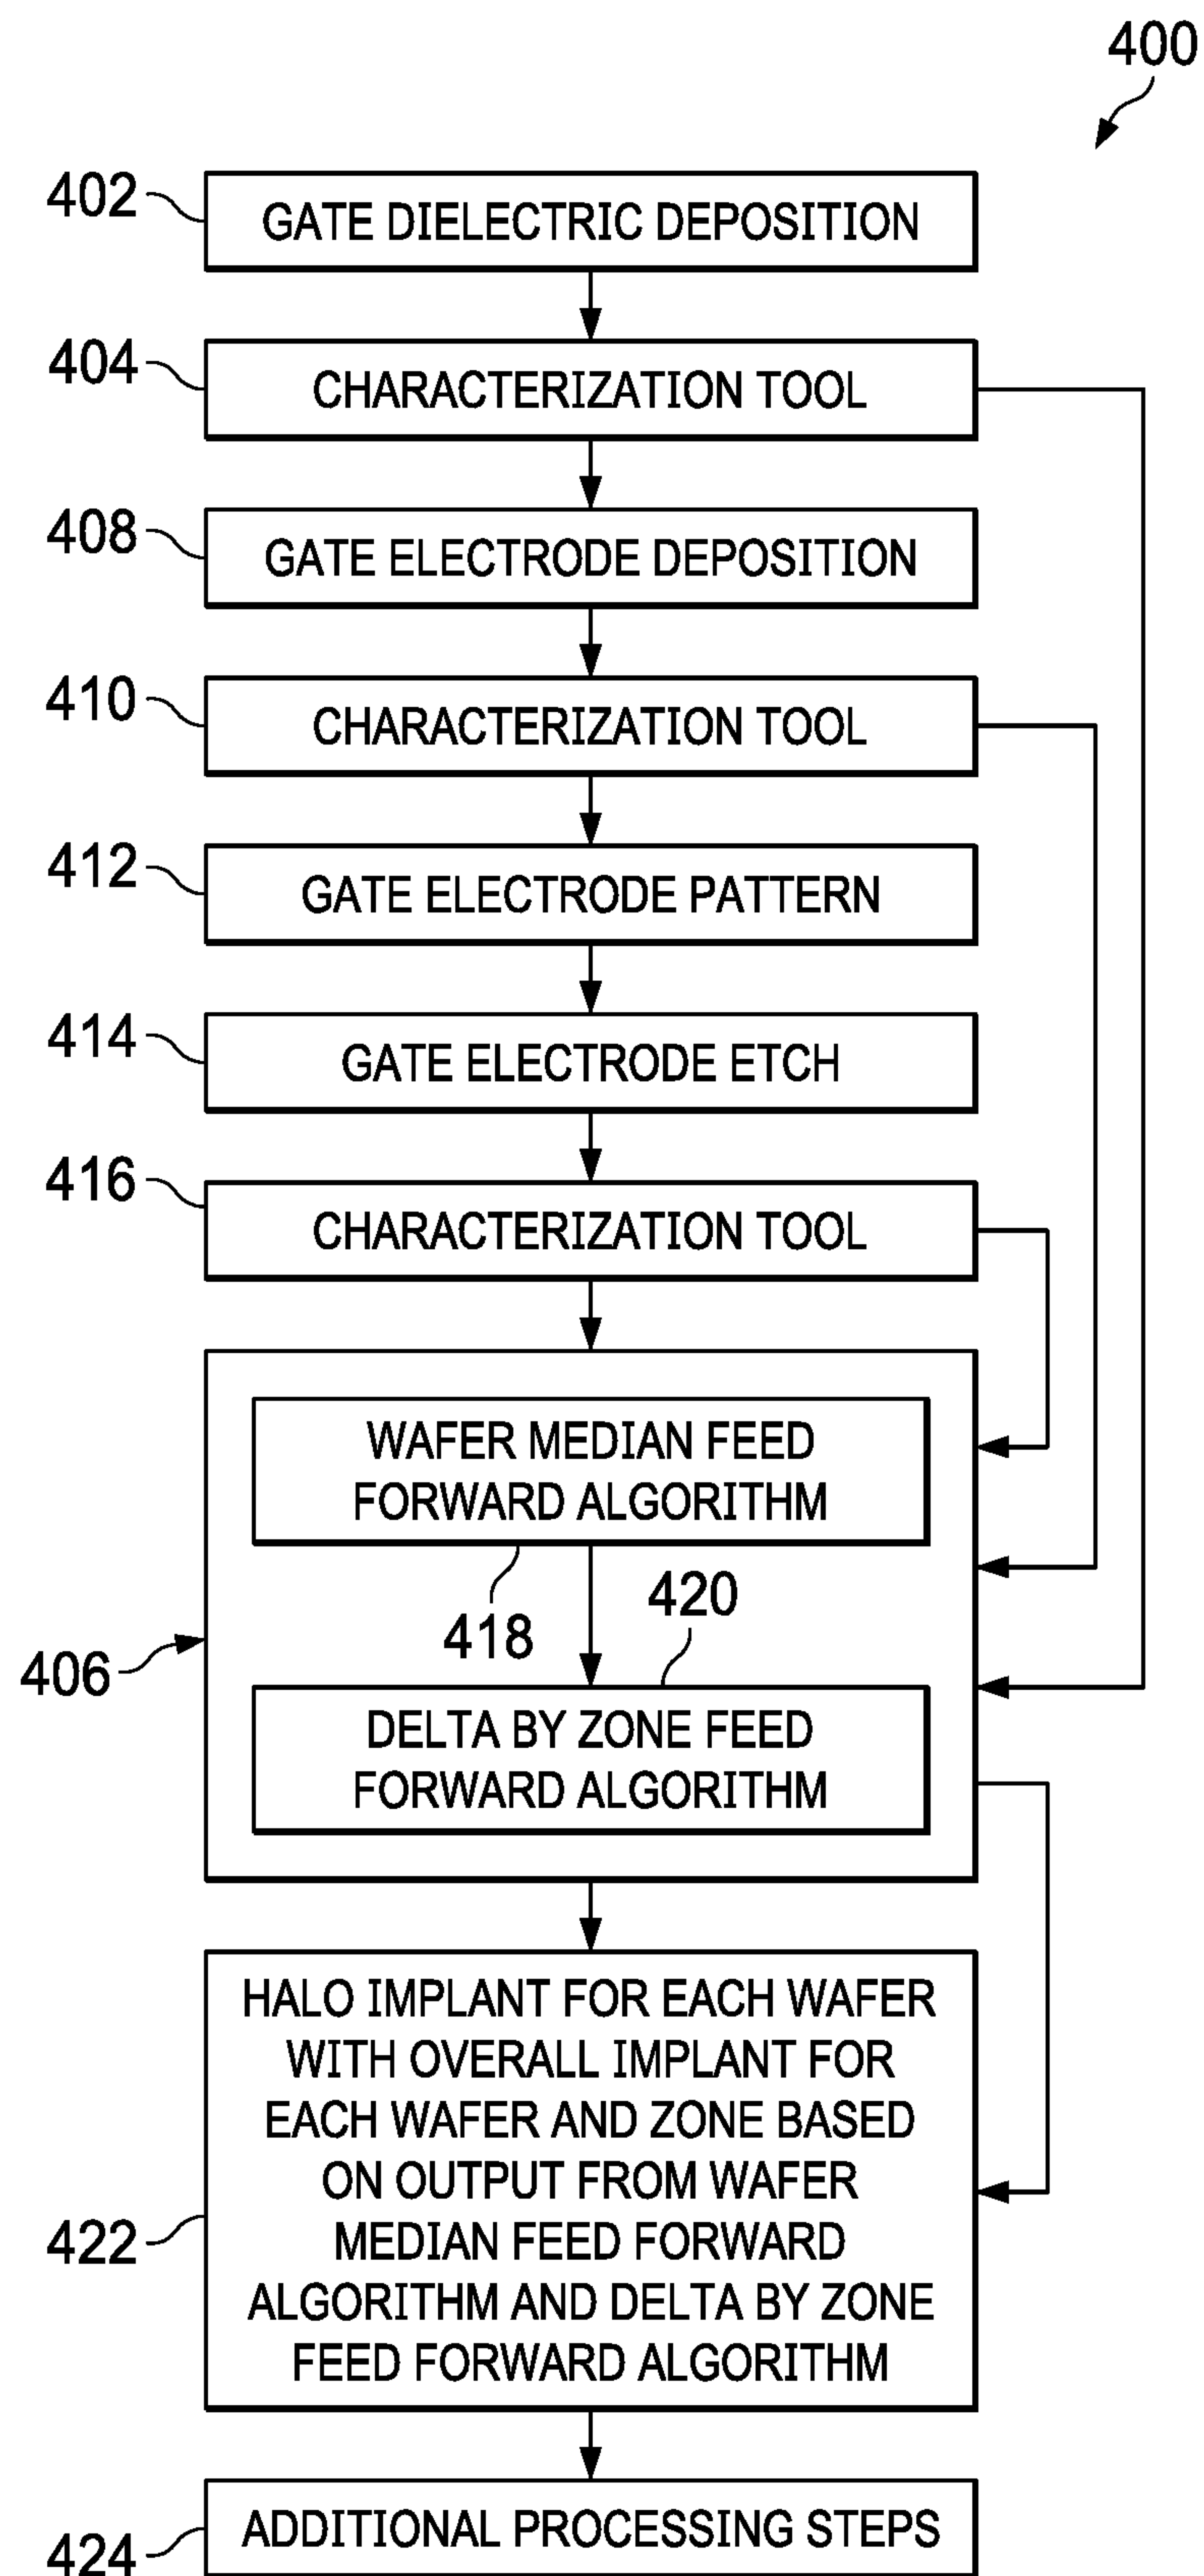 400
402
GATE DIELECTRIC DEPOSITION
404
CHARACTERIZATION TOOL
408
GATE ELECTRODE DEPOSITION
410
CHARACTERIZATION TOOL
412
GATE ELECTRODE PATTERN
414
GATE ELECTRODE ETCH
416
CHARACTERIZATION TOOL
WAFER MEDIAN FEED
FORWARD ALGORITHM
418
420
406
DELTA BY ZONE FEED
FORWARD ALGORITHM
HALO IMPLANT FOR EACH WAFER
WITH OVERALL IMPLANT FOR
EACH WAFER AND ZONE BASED
ON OUTPUT FROM WAFER
MEDIAN FEED FORWARD
ALGORITHM AND DELTA BY ZONE
FEED FORWARD ALGORITHM
422
ADDITIONAL PROCESSING STEPS
424